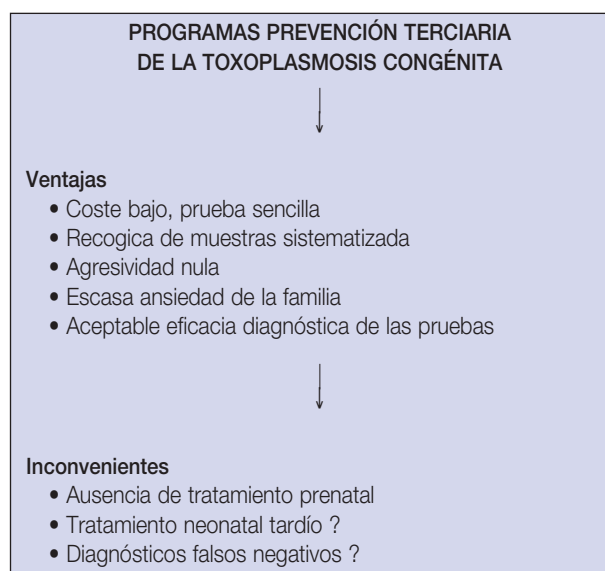 PROGRAMAS PREVENCIÓN TERCIARIA
DE LA TOXOPLASMOSIS CONGÉNITA
Ventajas
• Coste bajo, prueba sencilla
• Recogica de muestras sistematizada
• Agresividad nula
• Escasa ansiedad de la familia
• Aceptable eficacia diagnóstica de las pruebas
Inconvenientes
• Ausencia de tratamiento prenatal
• Tratamiento neonatal tardío ?
• Diagnósticos falsos negativos ?